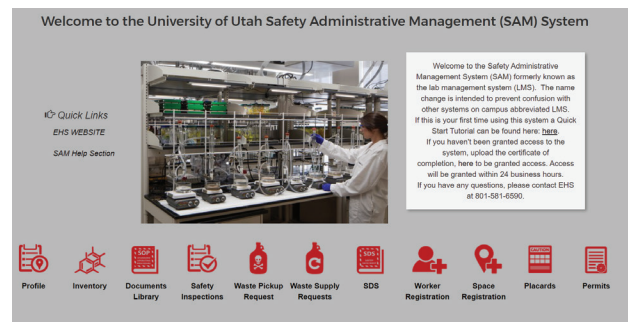 Welcome to the University of Utah Safety Administrative Management (SAM) System
Quick Links
EHS WEBSITE
SAM Help Section
Welcome to the Safety Administrative
Management System (SAM) formerly known as
the lab management system (LMS). The name
change is intended to prevent confusion with
other systems on campus abbreviated LMS.
If this is your first time using this system a Quick
Start Tutorial can be found here: here.
If you haven't been granted access to the
system, upload the certificate of
completion, here to be granted access. Access
will be granted within 24 business hours.
If you have any questions, please contact EHS
at 801-581-6590.
SOP
SDS
CAUTION
Profile
Inventory
Documents
Library
Safety
Inspections
Waste Pickup
Request
Waste Supply
Requests
SDS
Worker
Registration
Space
Registration
Placards
Permits